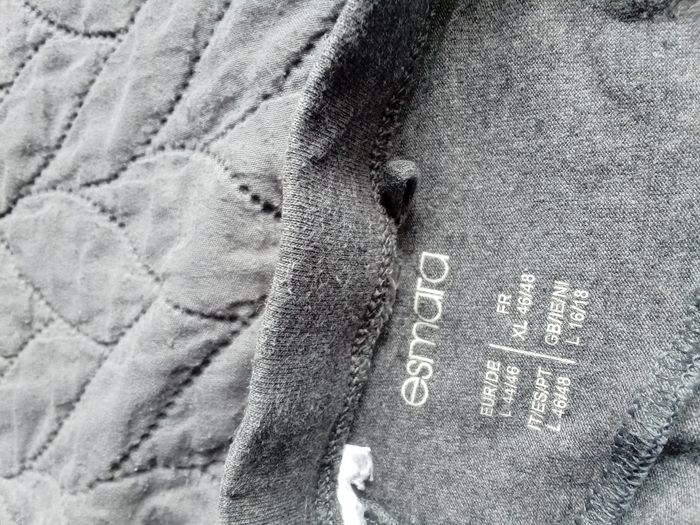 esmara
EUR/DE | FR
L 44/46 | XL 46/48
IT/ES/PT | GB/IE/NI
L 46/48 | L 16/18